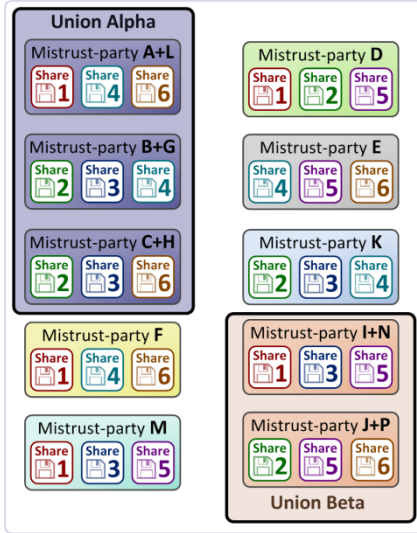 Union Alpha
Mistrust-party A+L
Share Share Share
1 4 6
Mistrust-party B+G
Share Share Share
2 3 4
Mistrust-party C+H
Share Share Share
2 3 6
Mistrust-party F
Share Share Share
1 4 6
Mistrust-party M
Share Share Share
1 3 5
Mistrust-party D
Share Share Share
1 2 5
Mistrust-party E
Share Share Share
4 5 6
Mistrust-party K
Share Share Share
2 3 4
Mistrust-party I+N
Share Share Share
1 3 5
Mistrust-party J+P
Share Share Share
2 5 6
Union Beta